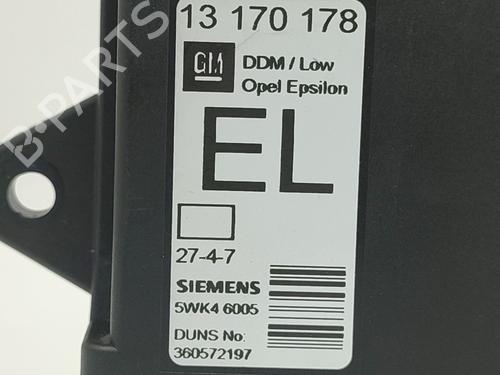 13 170 178
GM
DDM / Low
Opel Epsilon
EL
27-4-7
SIEMENS
5WK4 6005
DUNS No:
360572197
B-PARTS